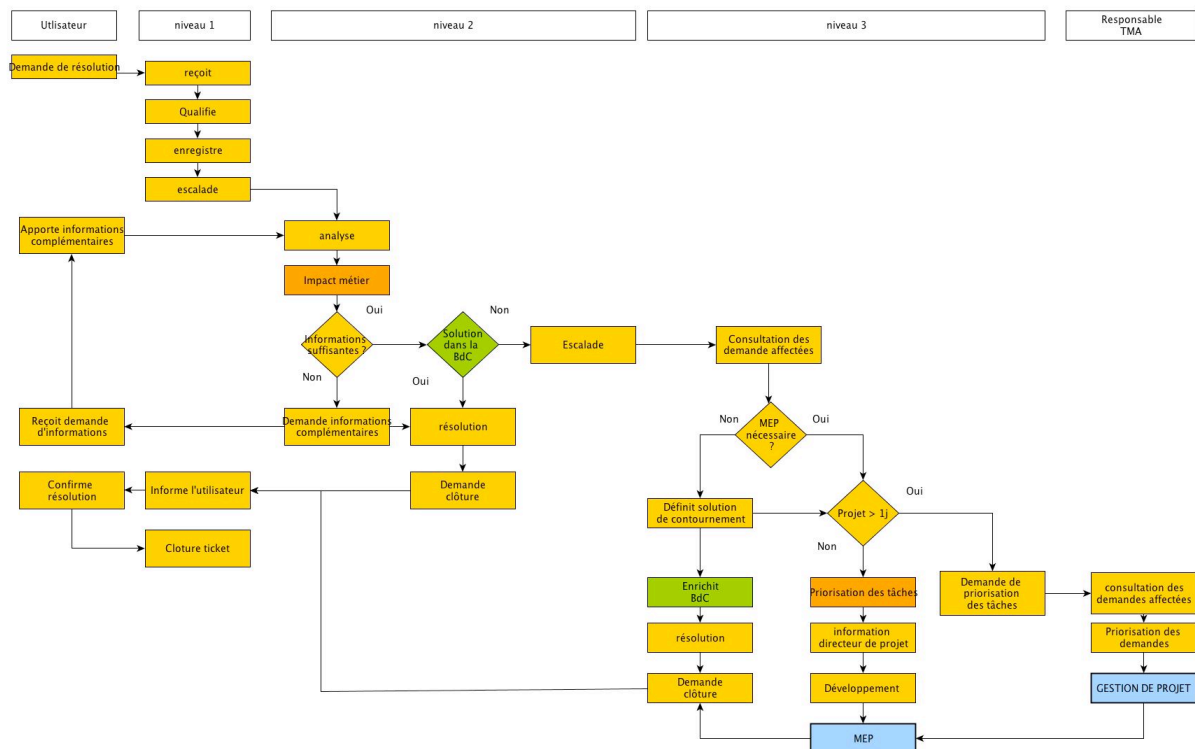 Utlisateur
niveau 1
niveau 2
niveau 3
Responsable
TMA
Demande de résolution
reçoit
Qualifie
enregistre
escalade
Apporte informations
complémentaires
analyse
Impact métier
Oui
Non
Informations
suffisantes ?
Solution
dans la
BdC
Escalade
Consultation des
demande affectées
Non
Oui
Reçoit demande
d'informations
Demande informations
complémentaires
résolution
Non
Oui
MEP
nécessaire
?
Confirme
résolution
Informe l'utilisateur
Demande
clôture
Oui
Définit solution
de contournement
Projet > 1j
Cloture ticket
Non
Enrichit
BdC
Priorisation des tâches
Demande de
priorisation
des tâches
consultation des
demandes affectées
résolution
information
directeur de projet
Priorisation des
demandes
Demande
clôture
Développement
GESTION DE PROJET
MEP